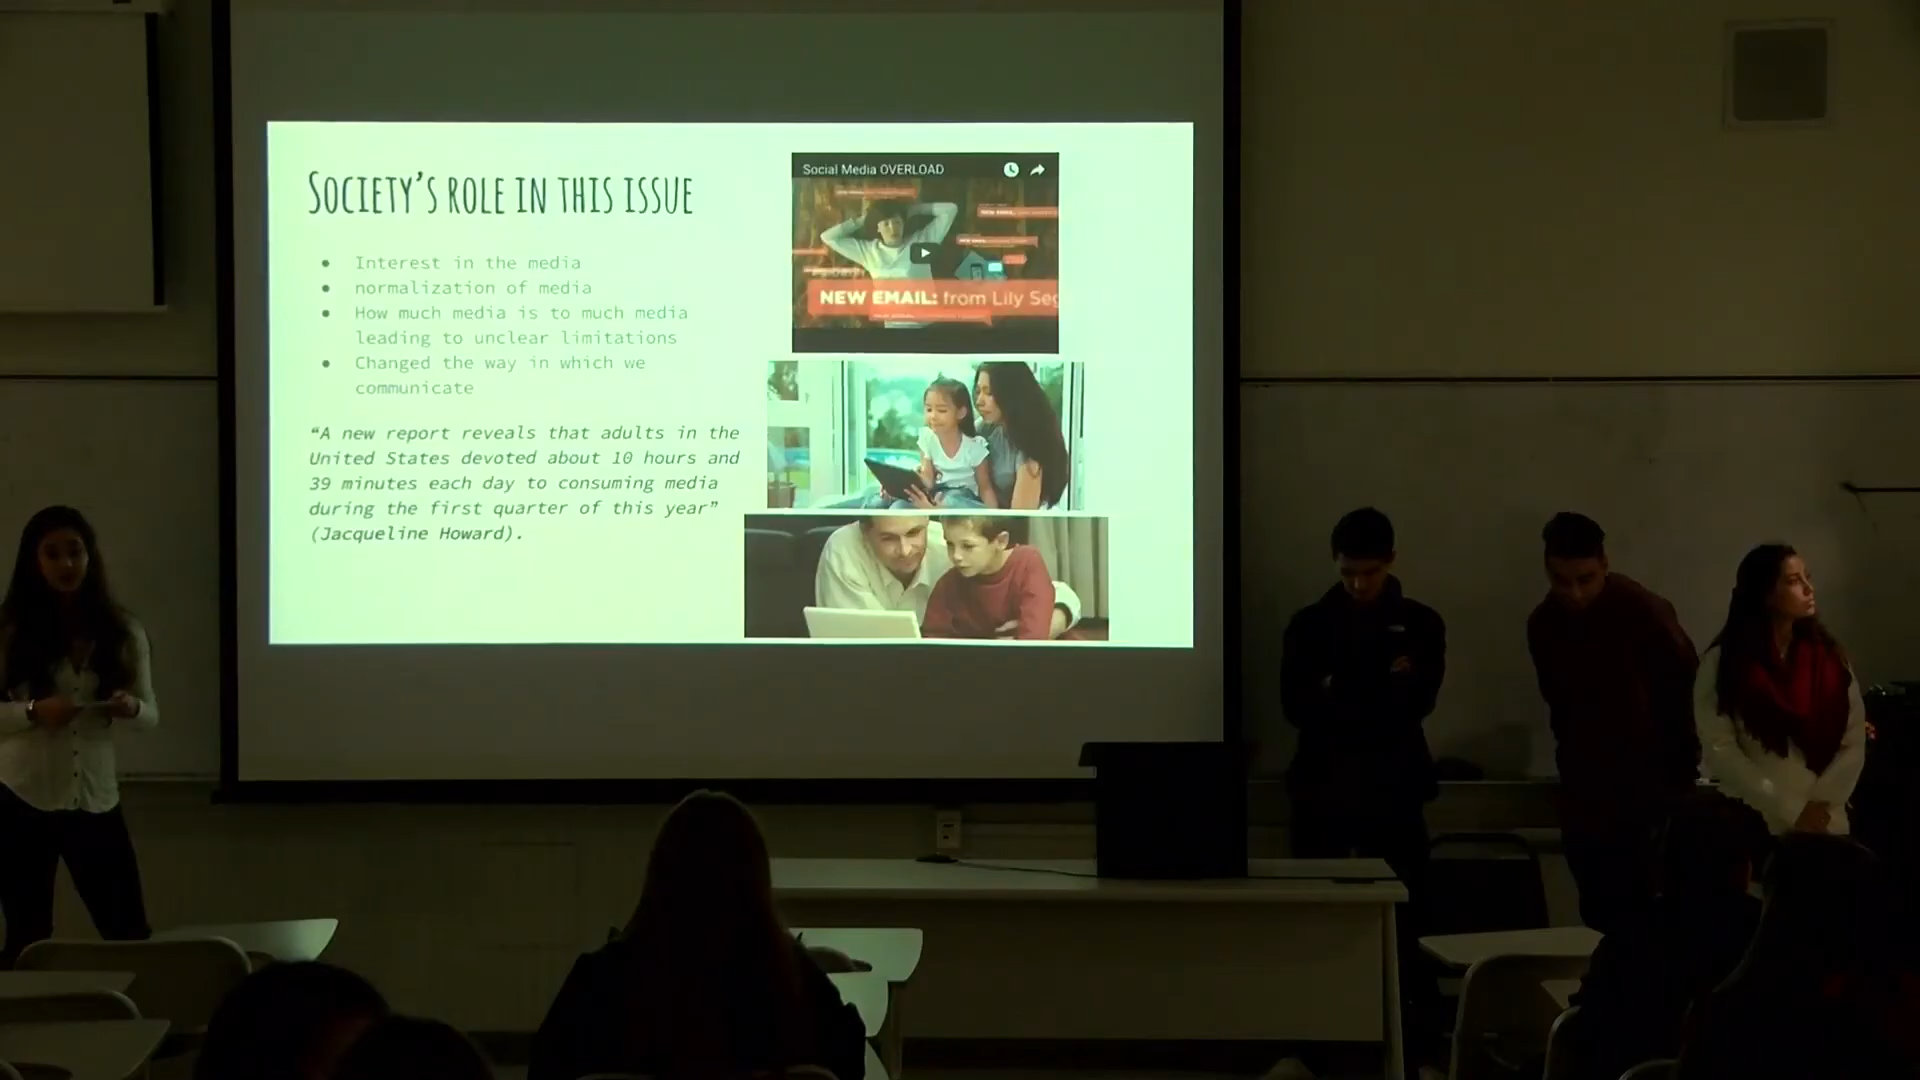 SOCIETY'S ROLE IN THIS ISSUE
● Interest in the media
● normalization of media
● How much media is to much media
leading to unclear limitations
● Changed the way in which we
communicate
“A new report reveals that adults in the
United States devoted about 10 hours and
39 minutes each day to consuming media
during the first quarter of this year”
(Jacqueline Howard).
Social Media OVERLOAD
NEW EMAIL:
NEW EMAIL: from Lily Seg